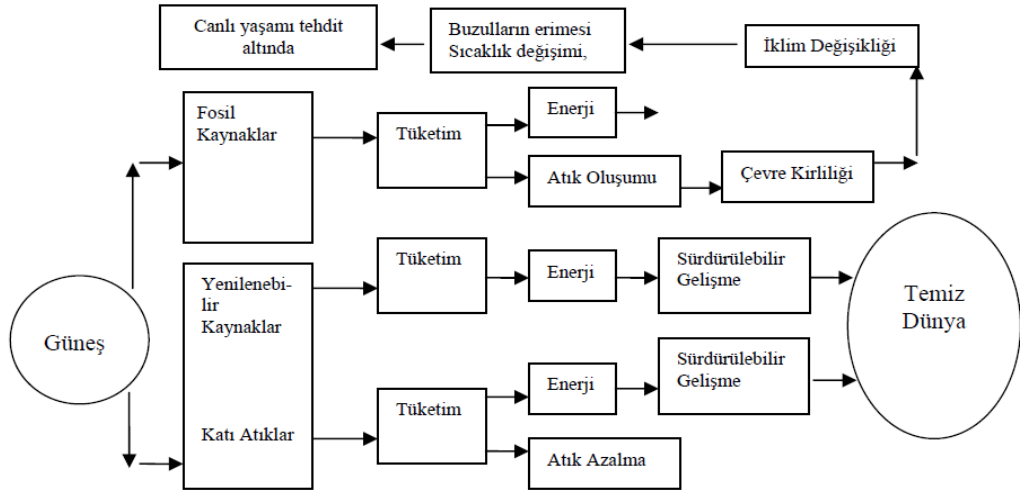 Canlı yaşamı tehdit
altında
Buzulların erimesi
Sıcaklık değişimi,
İklim Değişikliği
Fosil
Kaynaklar
Tüketim
Enerji
Atık Oluşumu
Çevre Kirliliği
Güneş
Yenilenebi-
lir
Kaynaklar
Tüketim
Enerji
Sürdürülebilir
Gelişme
Temiz
Dünya
Katı Atıklar
Tüketim
Enerji
Sürdürülebilir
Gelişme
Atık Azalma